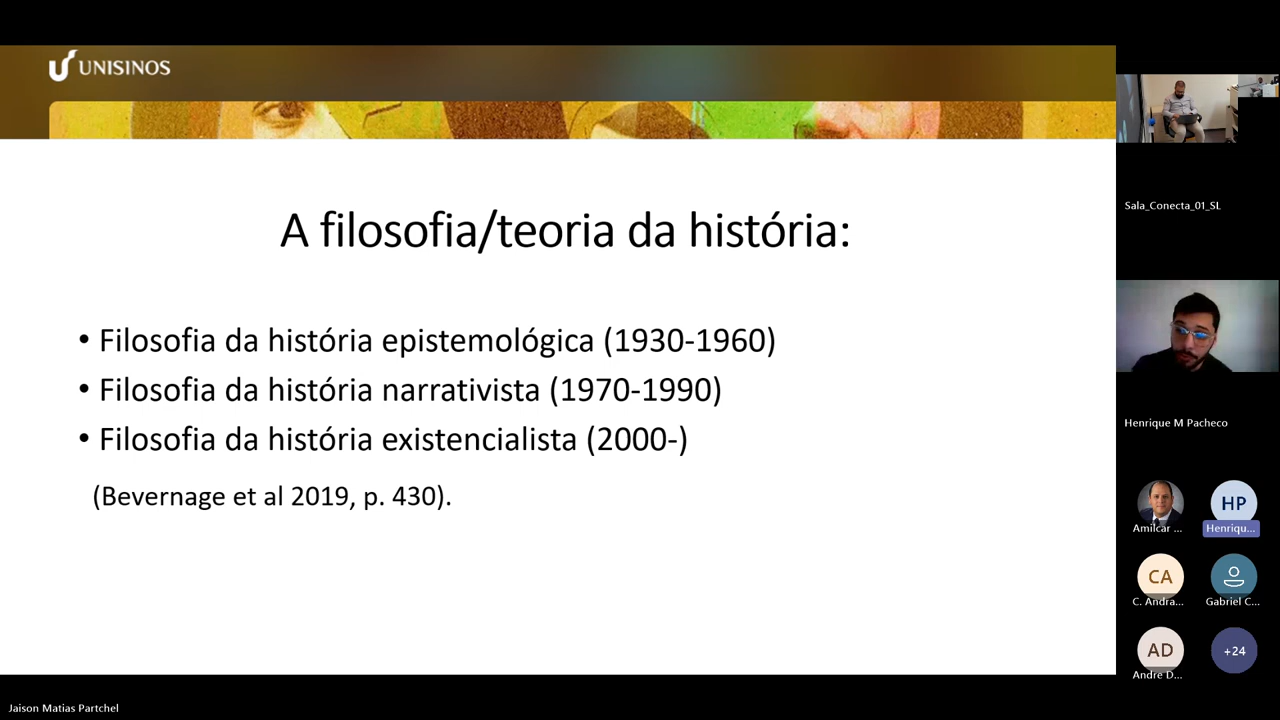 UNISINOS
A filosofia/teoria da história:
• Filosofia da história epistemológica (1930-1960)
• Filosofia da história narrativista (1970-1990)
• Filosofia da história existencialista (2000-)
(Bevernage et al 2019, p. 430).
Sala_Conecta_01_SL
Henrique M Pacheco
HP
Amilcar ...
Henriqu...
CA
C. Andra...
Gabriel C...
AD
+24
Andre D...
Jaison Matias Partchel